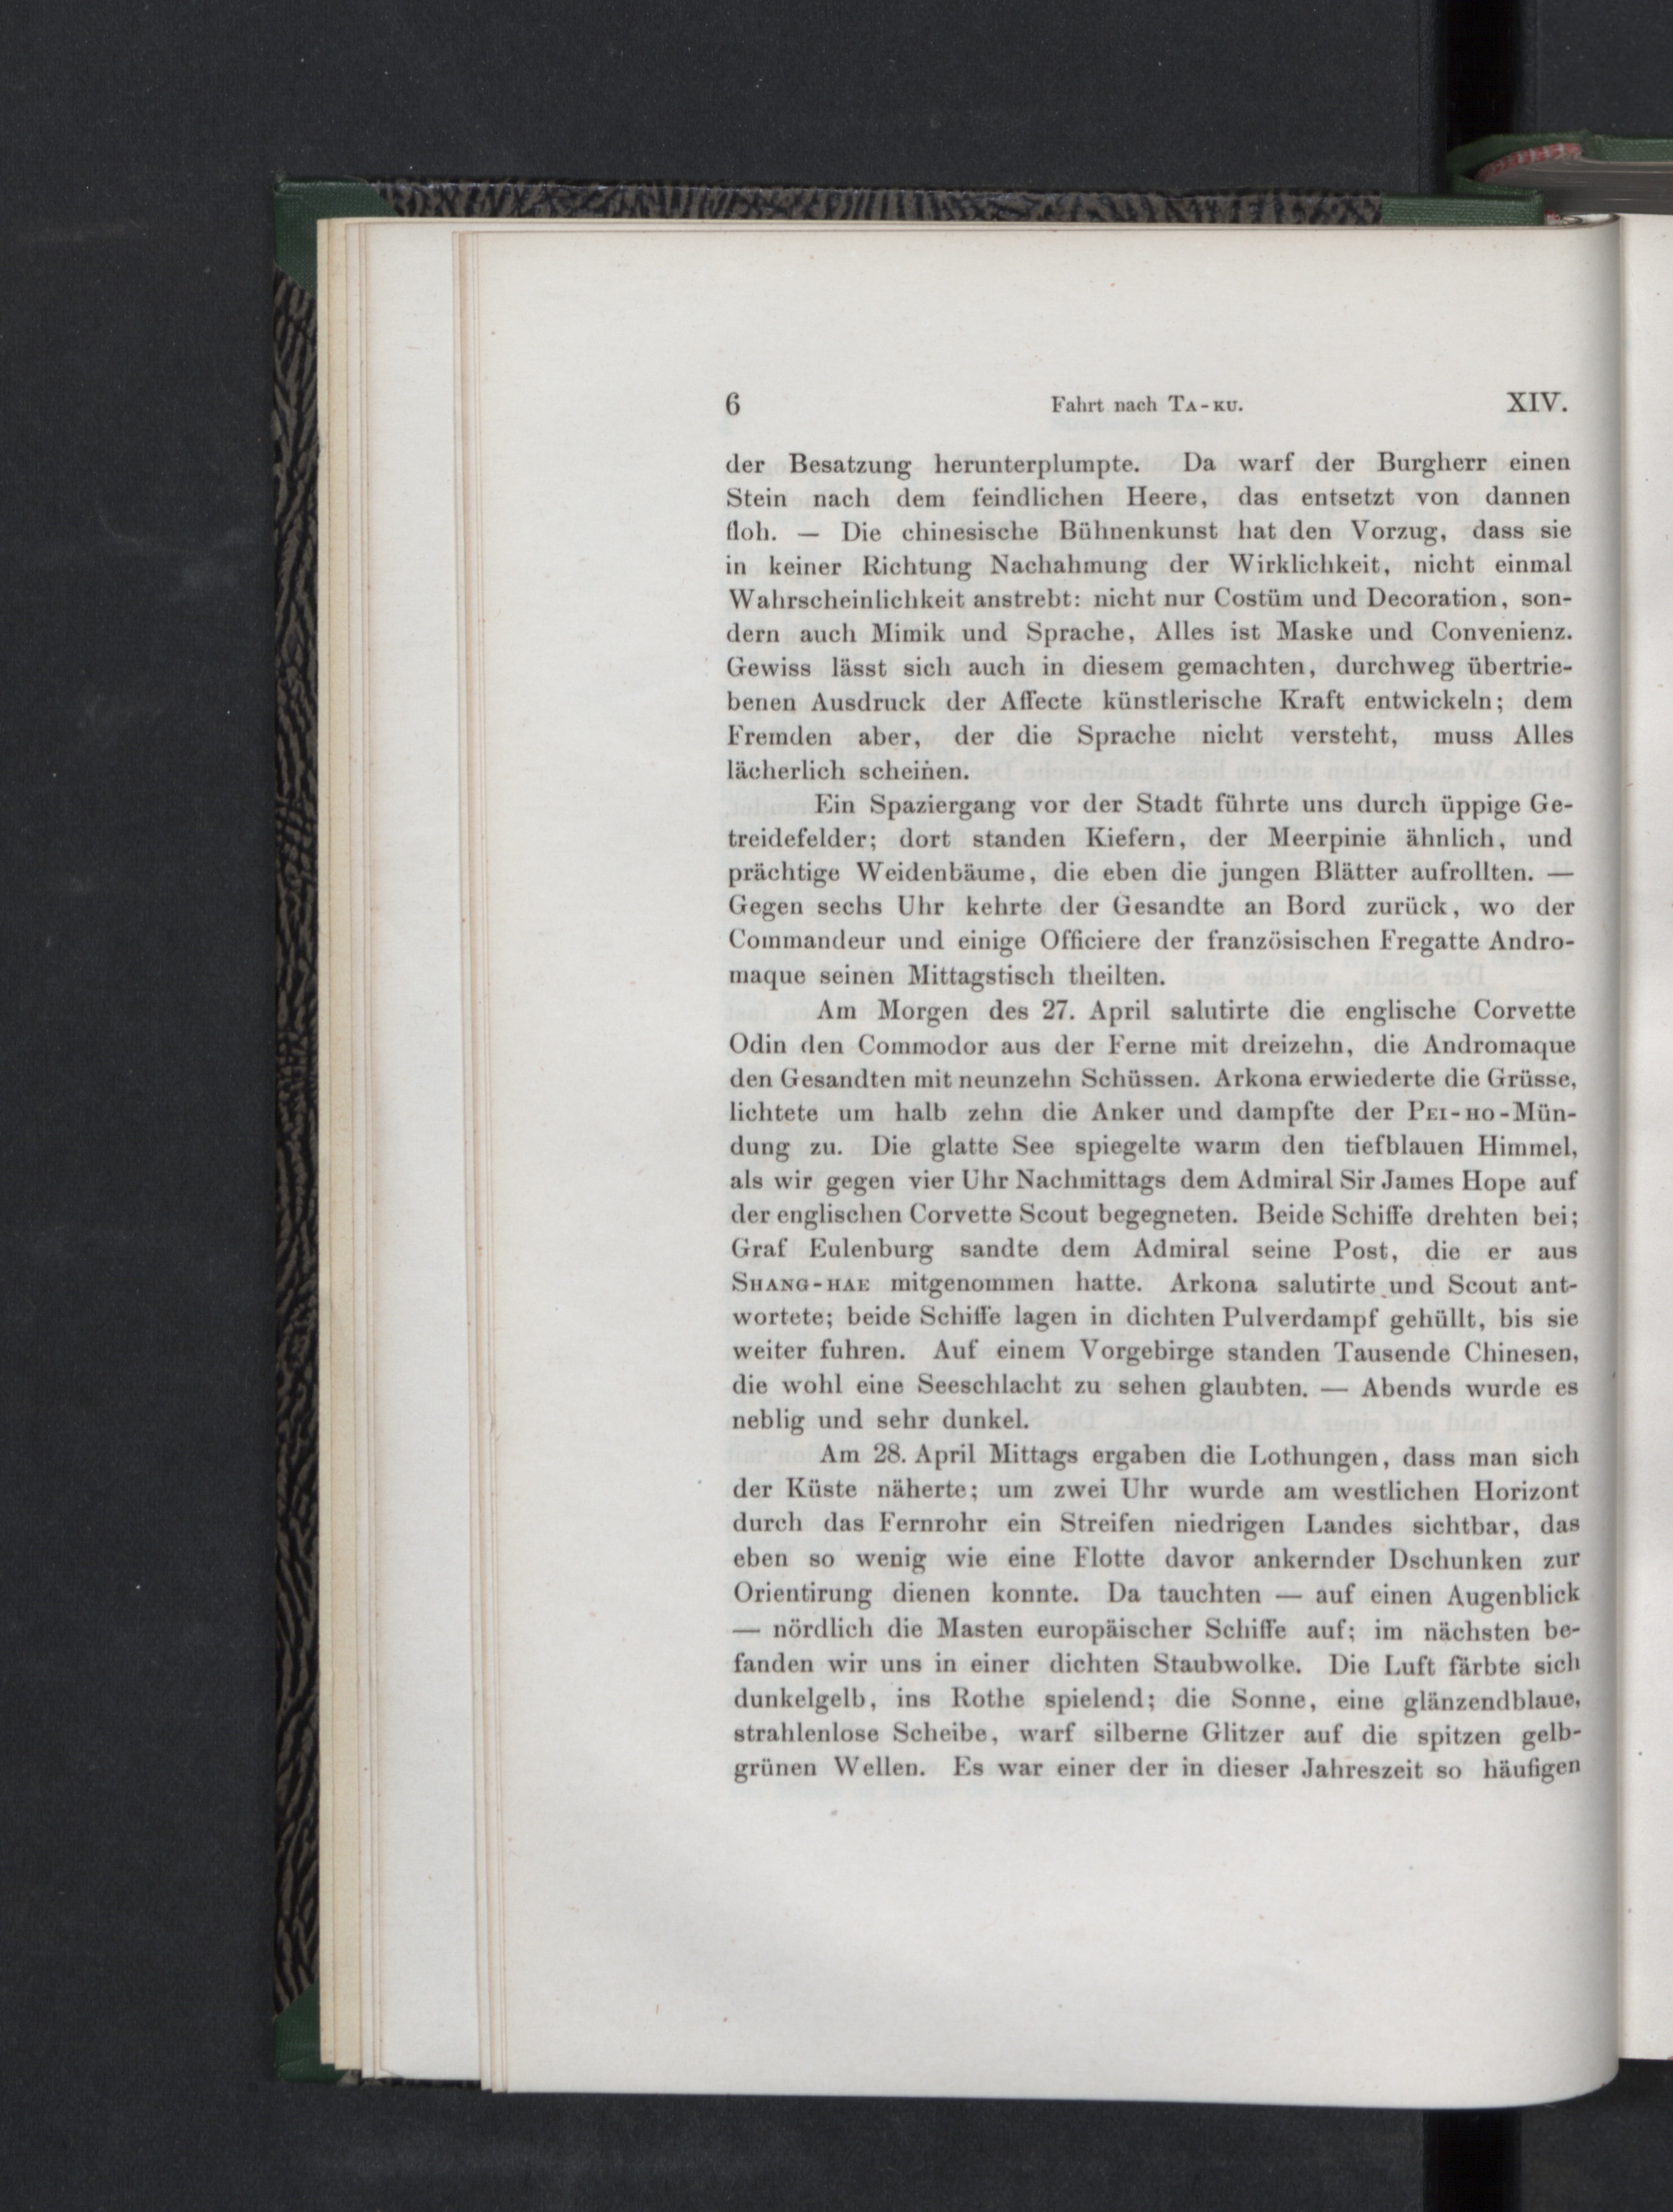 6 Fahrt nach TA-KU. XIV.
der Besatzung herunterplumpte. Da warf der Burgherr einen
Stein nach dem feindlichen Heere, das entsetzt von dannen
floh. — Die chinesische Bühnenkunst hat den Vorzug, dass sie
in keiner Richtung Nachahmung der Wirklichkeit, nicht einmal
Wahrscheinlichkeit anstrebt: nicht nur Costüm und Decoration, son-
dern auch Mimik und Sprache, Alles ist Maske und Convenienz.
Gewiss lässt sich auch in diesem gemachten, durchweg übertrie-
benen Ausdruck der Affecte künstlerische Kraft entwickeln; dem
Fremden aber, der die Sprache nicht versteht, muss Alles
lächerlich scheinen.
Ein Spaziergang vor der Stadt führte uns durch üppige Ge-
treidefelder; dort standen Kiefern, der Meerpinie ähnlich, und
prächtige Weidenbäume, die eben die jungen Blätter aufrollten. —
Gegen sechs Uhr kehrte der Gesandte an Bord zurück, wo der
Commandeur und einige Officiere der französischen Fregatte Andro-
maque seinen Mittagstisch theilten.
Am Morgen des 27. April salutirte die englische Corvette
Odin den Commodor aus der Ferne mit dreizehn, die Andromaque
den Gesandten mit neunzehn Schüssen. Arkona erwiederte die Grüsse,
lichtete um halb zehn die Anker und dampfte der PEI-HO-Mün-
dung zu. Die glatte See spiegelte warm den tiefblauen Himmel,
als wir gegen vier Uhr Nachmittags dem Admiral Sir James Hope auf
der englischen Corvette Scout begegneten. Beide Schiffe drehten bei;
Graf Eulenburg sandte dem Admiral seine Post, die er aus
SHANG-HAE mitgenommen hatte. Arkona salutirte und Scout ant-
wortete; beide Schiffe lagen in dichten Pulverdampf gehüllt, bis sie
weiter fuhren. Auf einem Vorgebirge standen Tausende Chinesen,
die wohl eine Seeschlacht zu sehen glaubten. — Abends wurde es
neblig und sehr dunkel.
Am 28. April Mittags ergaben die Lothungen, dass man sich
der Küste näherte; um zwei Uhr wurde am westlichen Horizont
durch das Fernrohr ein Streifen niedrigen Landes sichtbar, das
eben so wenig wie eine Flotte davor ankernder Dschunken zur
Orientirung dienen konnte. Da tauchten — auf einen Augenblick
— nördlich die Masten europäischer Schiffe auf; im nächsten be-
fanden wir uns in einer dichten Staubwolke. Die Luft färbte sich
dunkelgelb, ins Rothe spielend; die Sonne, eine glänzendblaue,
strahlenlose Scheibe, warf silberne Glitzer auf die spitzen gelb-
grünen Wellen. Es war einer der in dieser Jahreszeit so häufigen